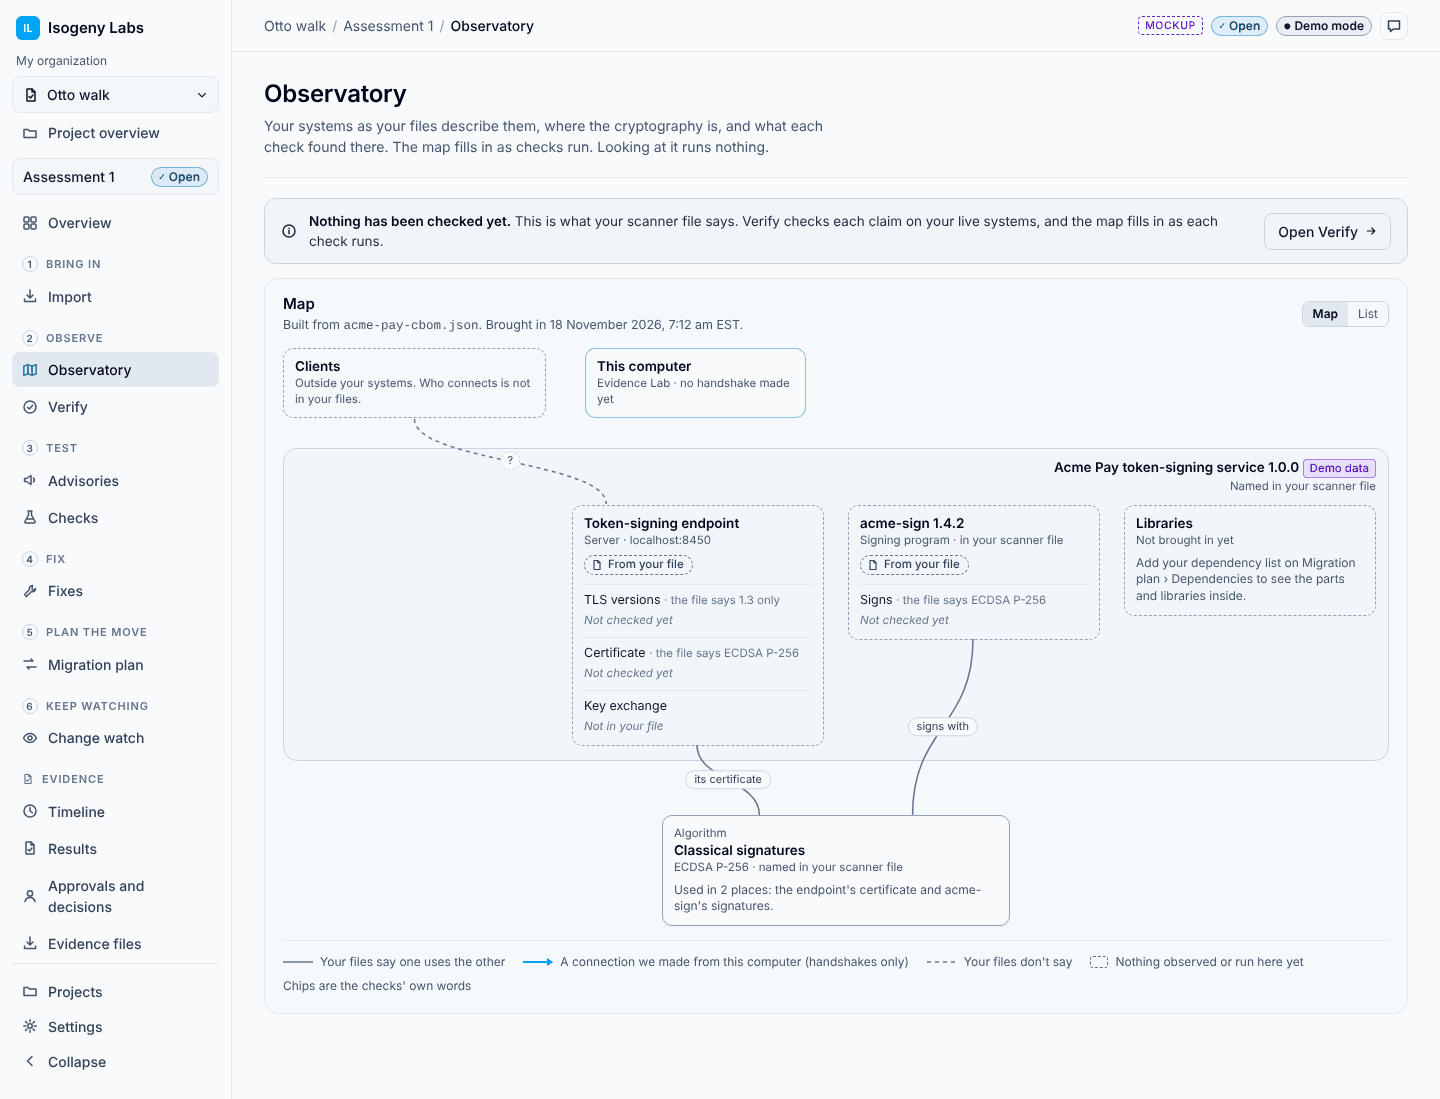 IL Isogeny Labs
My organization
Otto walk
Project overview
Assessment 1 ✓ Open
Overview
1 BRING IN
Import
2 OBSERVE
Observatory
Verify
3 TEST
Advisories
Checks
4 FIX
Fixes
5 PLAN THE MOVE
Migration plan
6 KEEP WATCHING
Change watch
EVIDENCE
Timeline
Results
Approvals and
decisions
Evidence files
Projects
Settings
Collapse
Otto walk / Assessment 1 / Observatory
MOCKUP ✓ Open ● Demo mode
Observatory
Your systems as your files describe them, where the cryptography is, and what each
check found there. The map fills in as checks run. Looking at it runs nothing.
Nothing has been checked yet. This is what your scanner file says. Verify checks each claim on your live systems, and the map fills in as each
check runs.
Open Verify →
Map
Built from acme-pay-cbom.json. Brought in 18 November 2026, 7:12 am EST.
Map List
Clients
Outside your systems. Who connects is not
in your files.
This computer
Evidence Lab · no handshake made
yet
?
Acme Pay token-signing service 1.0.0 Demo data
Named in your scanner file
Token-signing endpoint
Server · localhost:8450
From your file
TLS versions · the file says 1.3 only
Not checked yet
Certificate · the file says ECDSA P-256
Not checked yet
Key exchange
Not in your file
acme-sign 1.4.2
Signing program · in your scanner file
From your file
Signs · the file says ECDSA P-256
Not checked yet
Libraries
Not brought in yet
Add your dependency list on Migration
plan › Dependencies to see the parts
and libraries inside.
signs with
its certificate
Algorithm
Classical signatures
ECDSA P-256 · named in your scanner file
Used in 2 places: the endpoint's certificate and acme-
sign's signatures.
Your files say one uses the other
A connection we made from this computer (handshakes only)
Your files don't say
Nothing observed or run here yet
Chips are the checks' own words